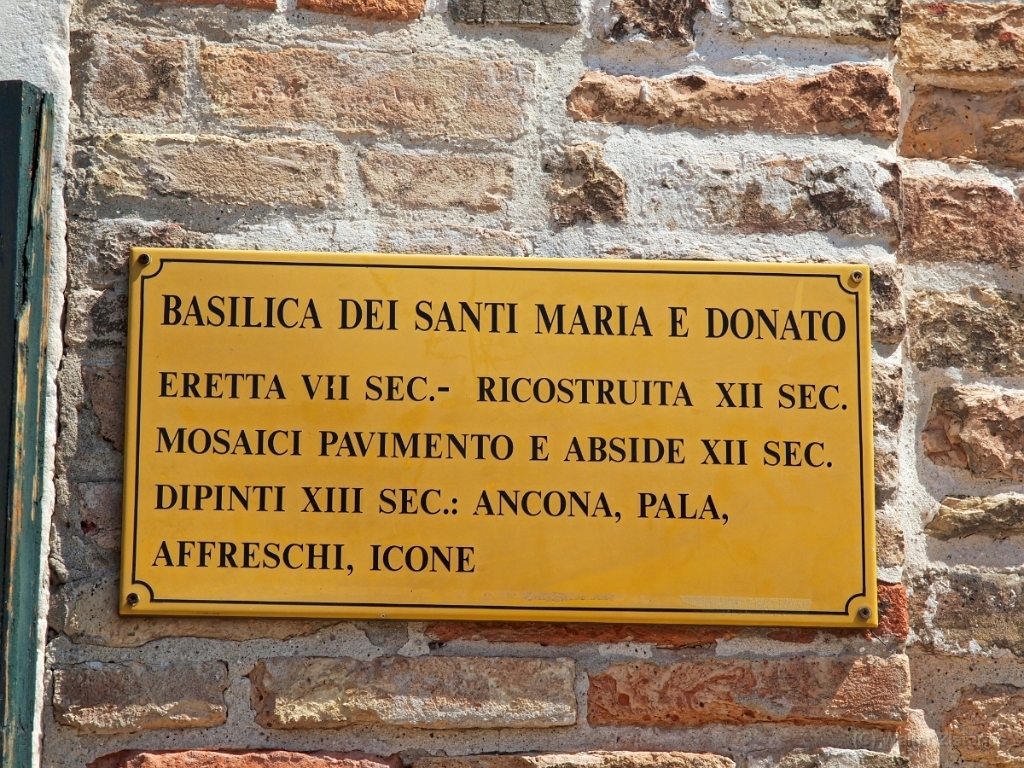 BASILICA DEI SANTI MARIA E DONATO
ERETTA VII SEC.- RICOSTRUITA XII SEC.
MOSAICI PAVIMENTO E ABSIDE XII SEC.
DIPINTI XIII SEC.: ANCONA, PALA,
AFFRESCHI, ICONE